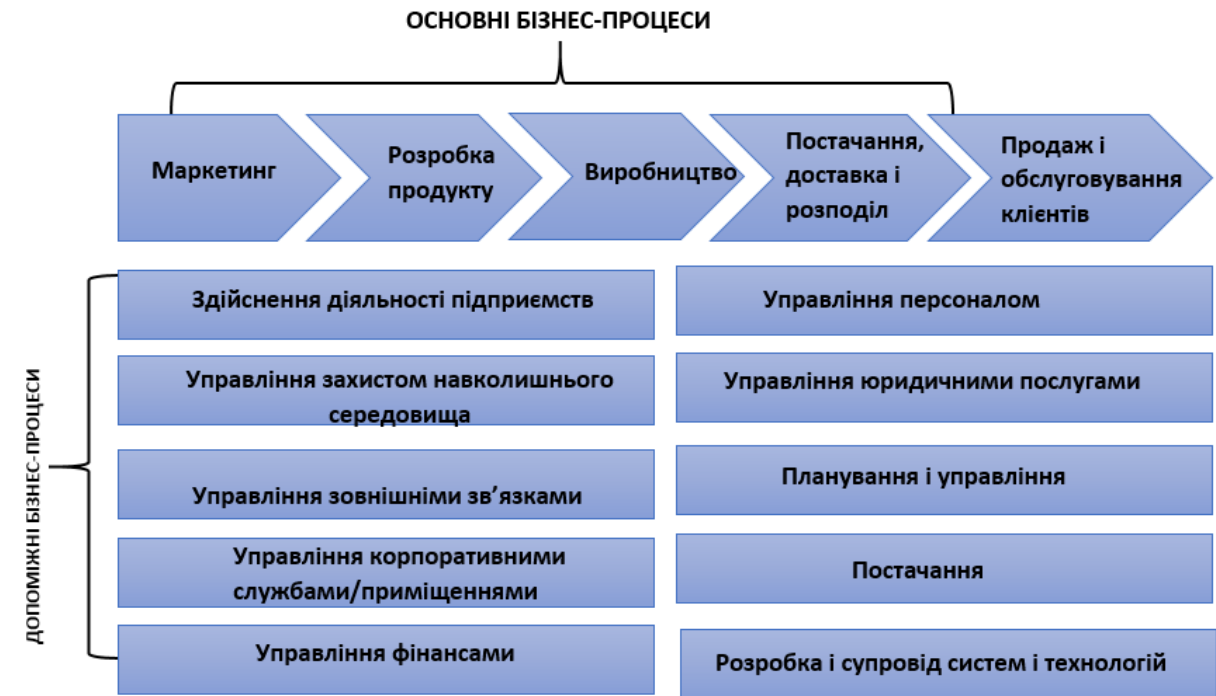 ОСНОВНІ БІЗНЕС-ПРОЦЕСИ
Маркетинг
Розробка
продукту
Виробництво
Постачання,
доставка і
розподіл
Продаж і
обслуговування
клієнтів
ДОПОМІЖНІ БІЗНЕС-ПРОЦЕСИ
Здійснення діяльності підприємств
Управління захистом навколишнього
середовища
Управління зовнішніми зв’язками
Управління корпоративними
службами/приміщеннями
Управління фінансами
Управління персоналом
Управління юридичними послугами
Планування і управління
Постачання
Розробка і супровід систем і технологій